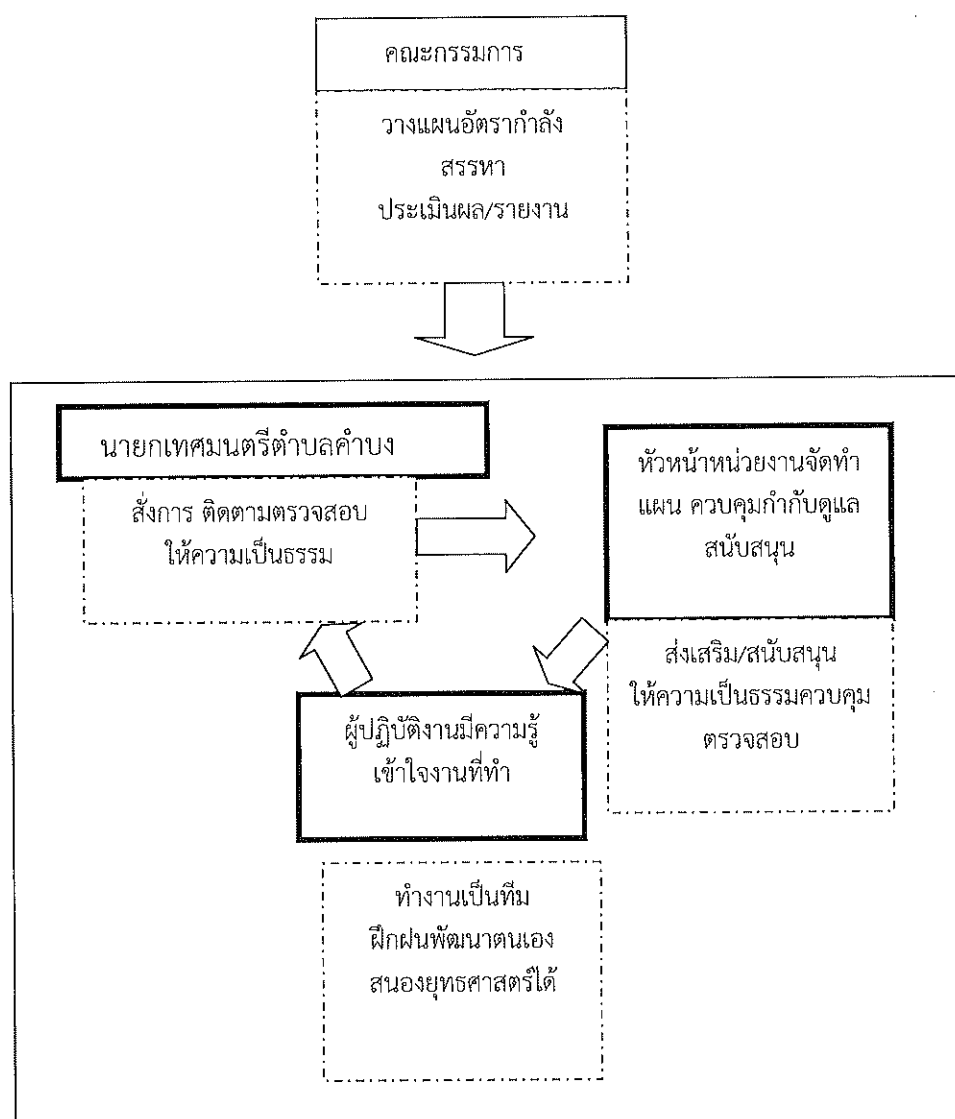 คณะกรรมการ
วางแผนอัตรากำลัง
สรรหา
ประเมินผล/รายงาน
นายกเทศมนตรีตำบลคำบง
สั่งการ ติดตามตรวจสอบ
ให้ความเป็นธรรม
หัวหน้าหน่วยงานจัดทำ
แผน ควบคุมกำกับดูแล
สนับสนุน
ส่งเสริม/สนับสนุน
ให้ความเป็นธรรมควบคุม
ตรวจสอบ
ผู้ปฏิบัติงานมีความรู้
เข้าใจงานที่ทำ
ทำงานเป็นทีม
ฝึกฝนพัฒนาตนเอง
สนองยุทธศาสตร์ได้